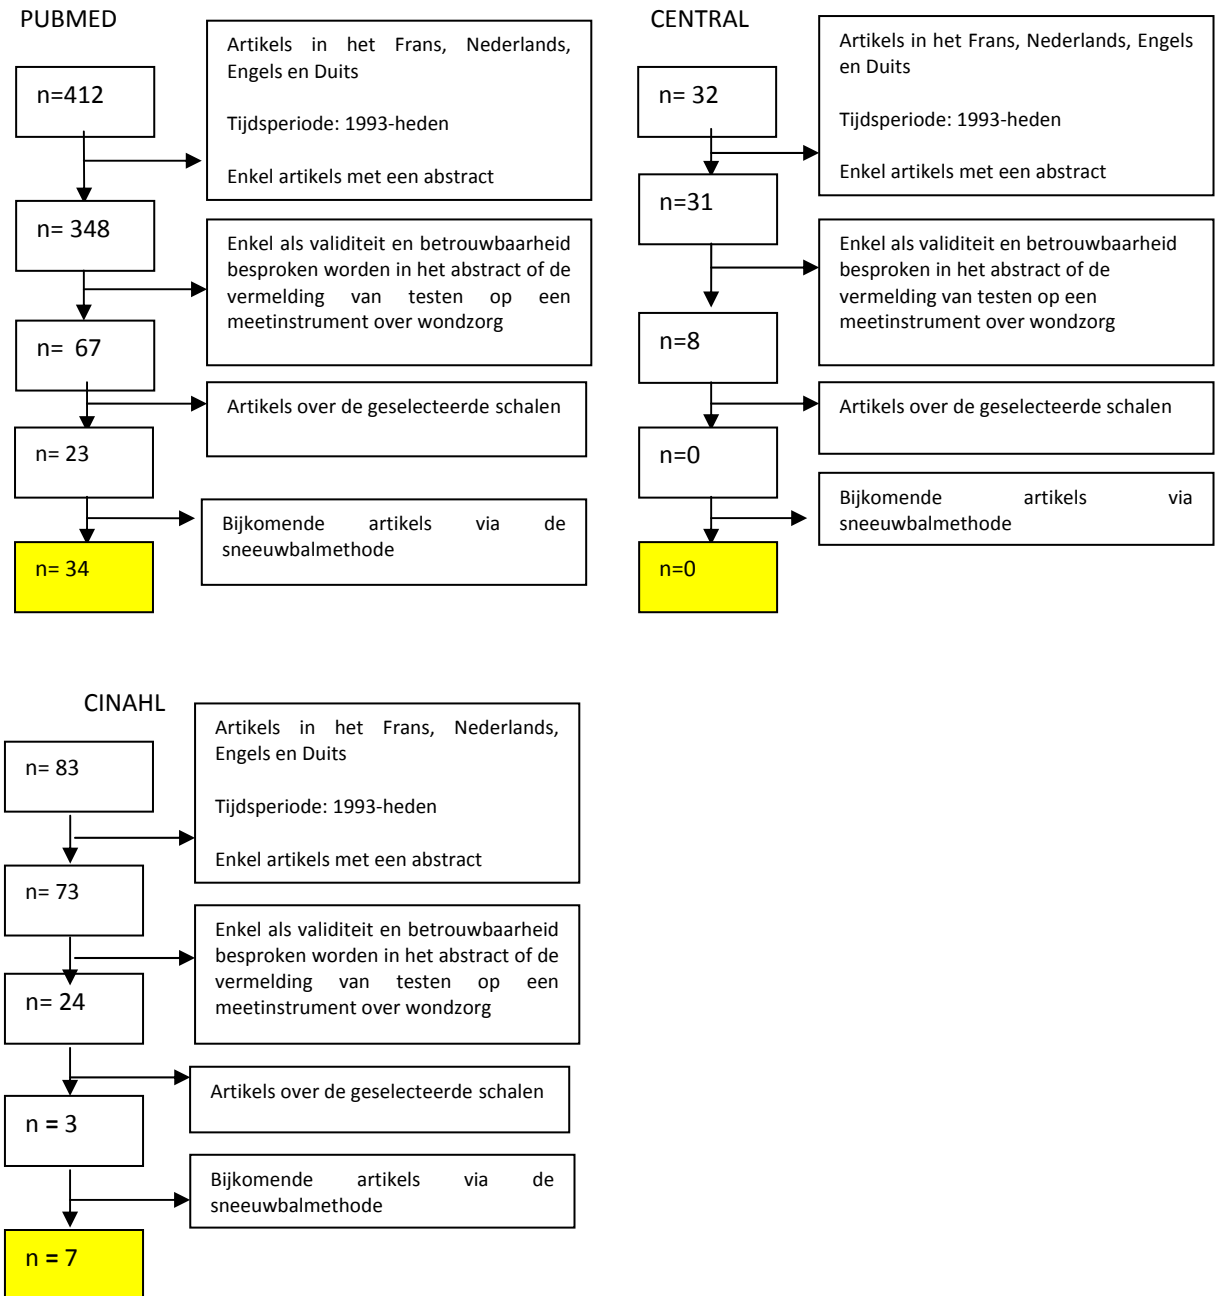 PUBMED
n=412
Artikels in het Frans, Nederlands,
Engels en Duits
Tijdsperiode: 1993-heden
Enkel artikels met een abstract
n= 348
Enkel als validiteit en betrouwbaarheid
besproken worden in het abstract of de
vermelding van testen op een
meetinstrument over wondzorg
n= 67
Artikels over de geselecteerde schalen
n= 23
Bijkomende artikels via de
sneeuwbalmethode
n= 34
CENTRAL
n= 32
Artikels in het Frans, Nederlands, Engels
en Duits
Tijdsperiode: 1993-heden
Enkel artikels met een abstract
n=31
Enkel als validiteit en betrouwbaarheid
besproken worden in het abstract of de
vermelding van testen op een
meetinstrument over wondzorg
n=8
Artikels over de geselecteerde schalen
n=0
Bijkomende artikels via
sneeuwbalmethode
n=0
CINAHL
n= 83
Artikels in het Frans, Nederlands,
Engels en Duits
Tijdsperiode: 1993-heden
Enkel artikels met een abstract
n= 73
Enkel als validiteit en betrouwbaarheid
besproken worden in het abstract of de
vermelding van testen op een
meetinstrument over wondzorg
n= 24
Artikels over de geselecteerde schalen
n = 3
Bijkomende artikels via de
sneeuwbalmethode
n = 7